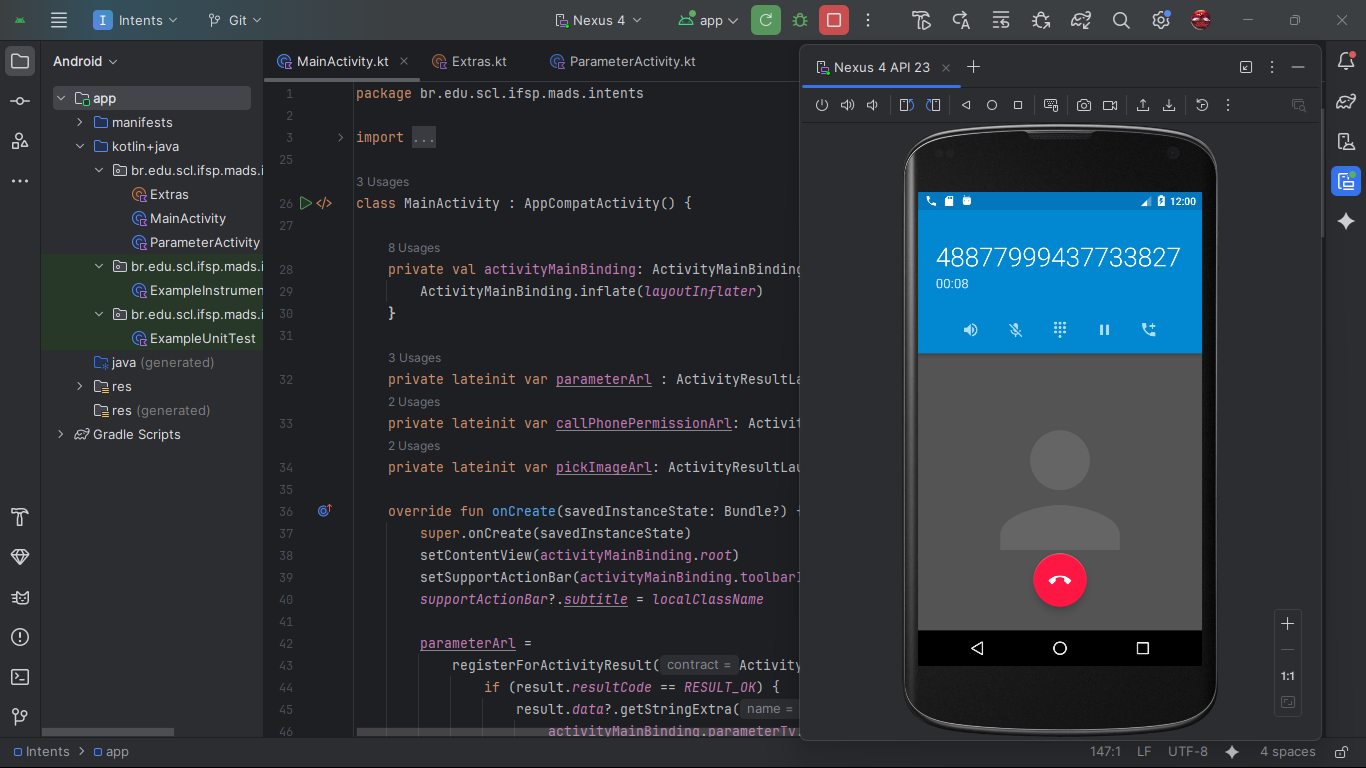 I Intents Git Nexus 4 app
Android
app
manifests
kotlin+java
br.edu.scl.ifsp.mads.i
Extras
MainActivity
ParameterActivity
br.edu.scl.ifsp.mads.i
ExampleInstrumen
br.edu.scl.ifsp.mads.i
ExampleUnitTest
java (generated)
res
res (generated)
Gradle Scripts
MainActivity.kt Extras.kt ParameterActivity.kt
1 package br.edu.scl.ifsp.mads.intents
2
3 import ...
25
3 Usages
26 class MainActivity : AppCompatActivity() {
27
8 Usages
28 private val activityMainBinding: ActivityMainBinding
29 ActivityMainBinding.inflate(layoutInflater)
30 }
31
3 Usages
32 private lateinit var parameterArl : ActivityResultLa
2 Usages
33 private lateinit var callPhonePermissionArl: Activit
2 Usages
34 private lateinit var pickImageArl: ActivityResultLau
35
36 override fun onCreate(savedInstanceState: Bundle?) {
37 super.onCreate(savedInstanceState)
38 setContentView(activityMainBinding.root)
39 setSupportActionBar(activityMainBinding.toolbarI
40 supportActionBar?.subtitle = localClassName
41
42 parameterArl =
43 registerForActivityResult( contract = Activity
44 if (result.resultCode == RESULT_OK) {
45 result.data?.getStringExtra( name =
46 activityMainBinding.parameterTv.
Nexus 4 API 23
12:00
48877999437733827
00:08
1:1
Intents app 147:1 LF UTF-8 4 spaces